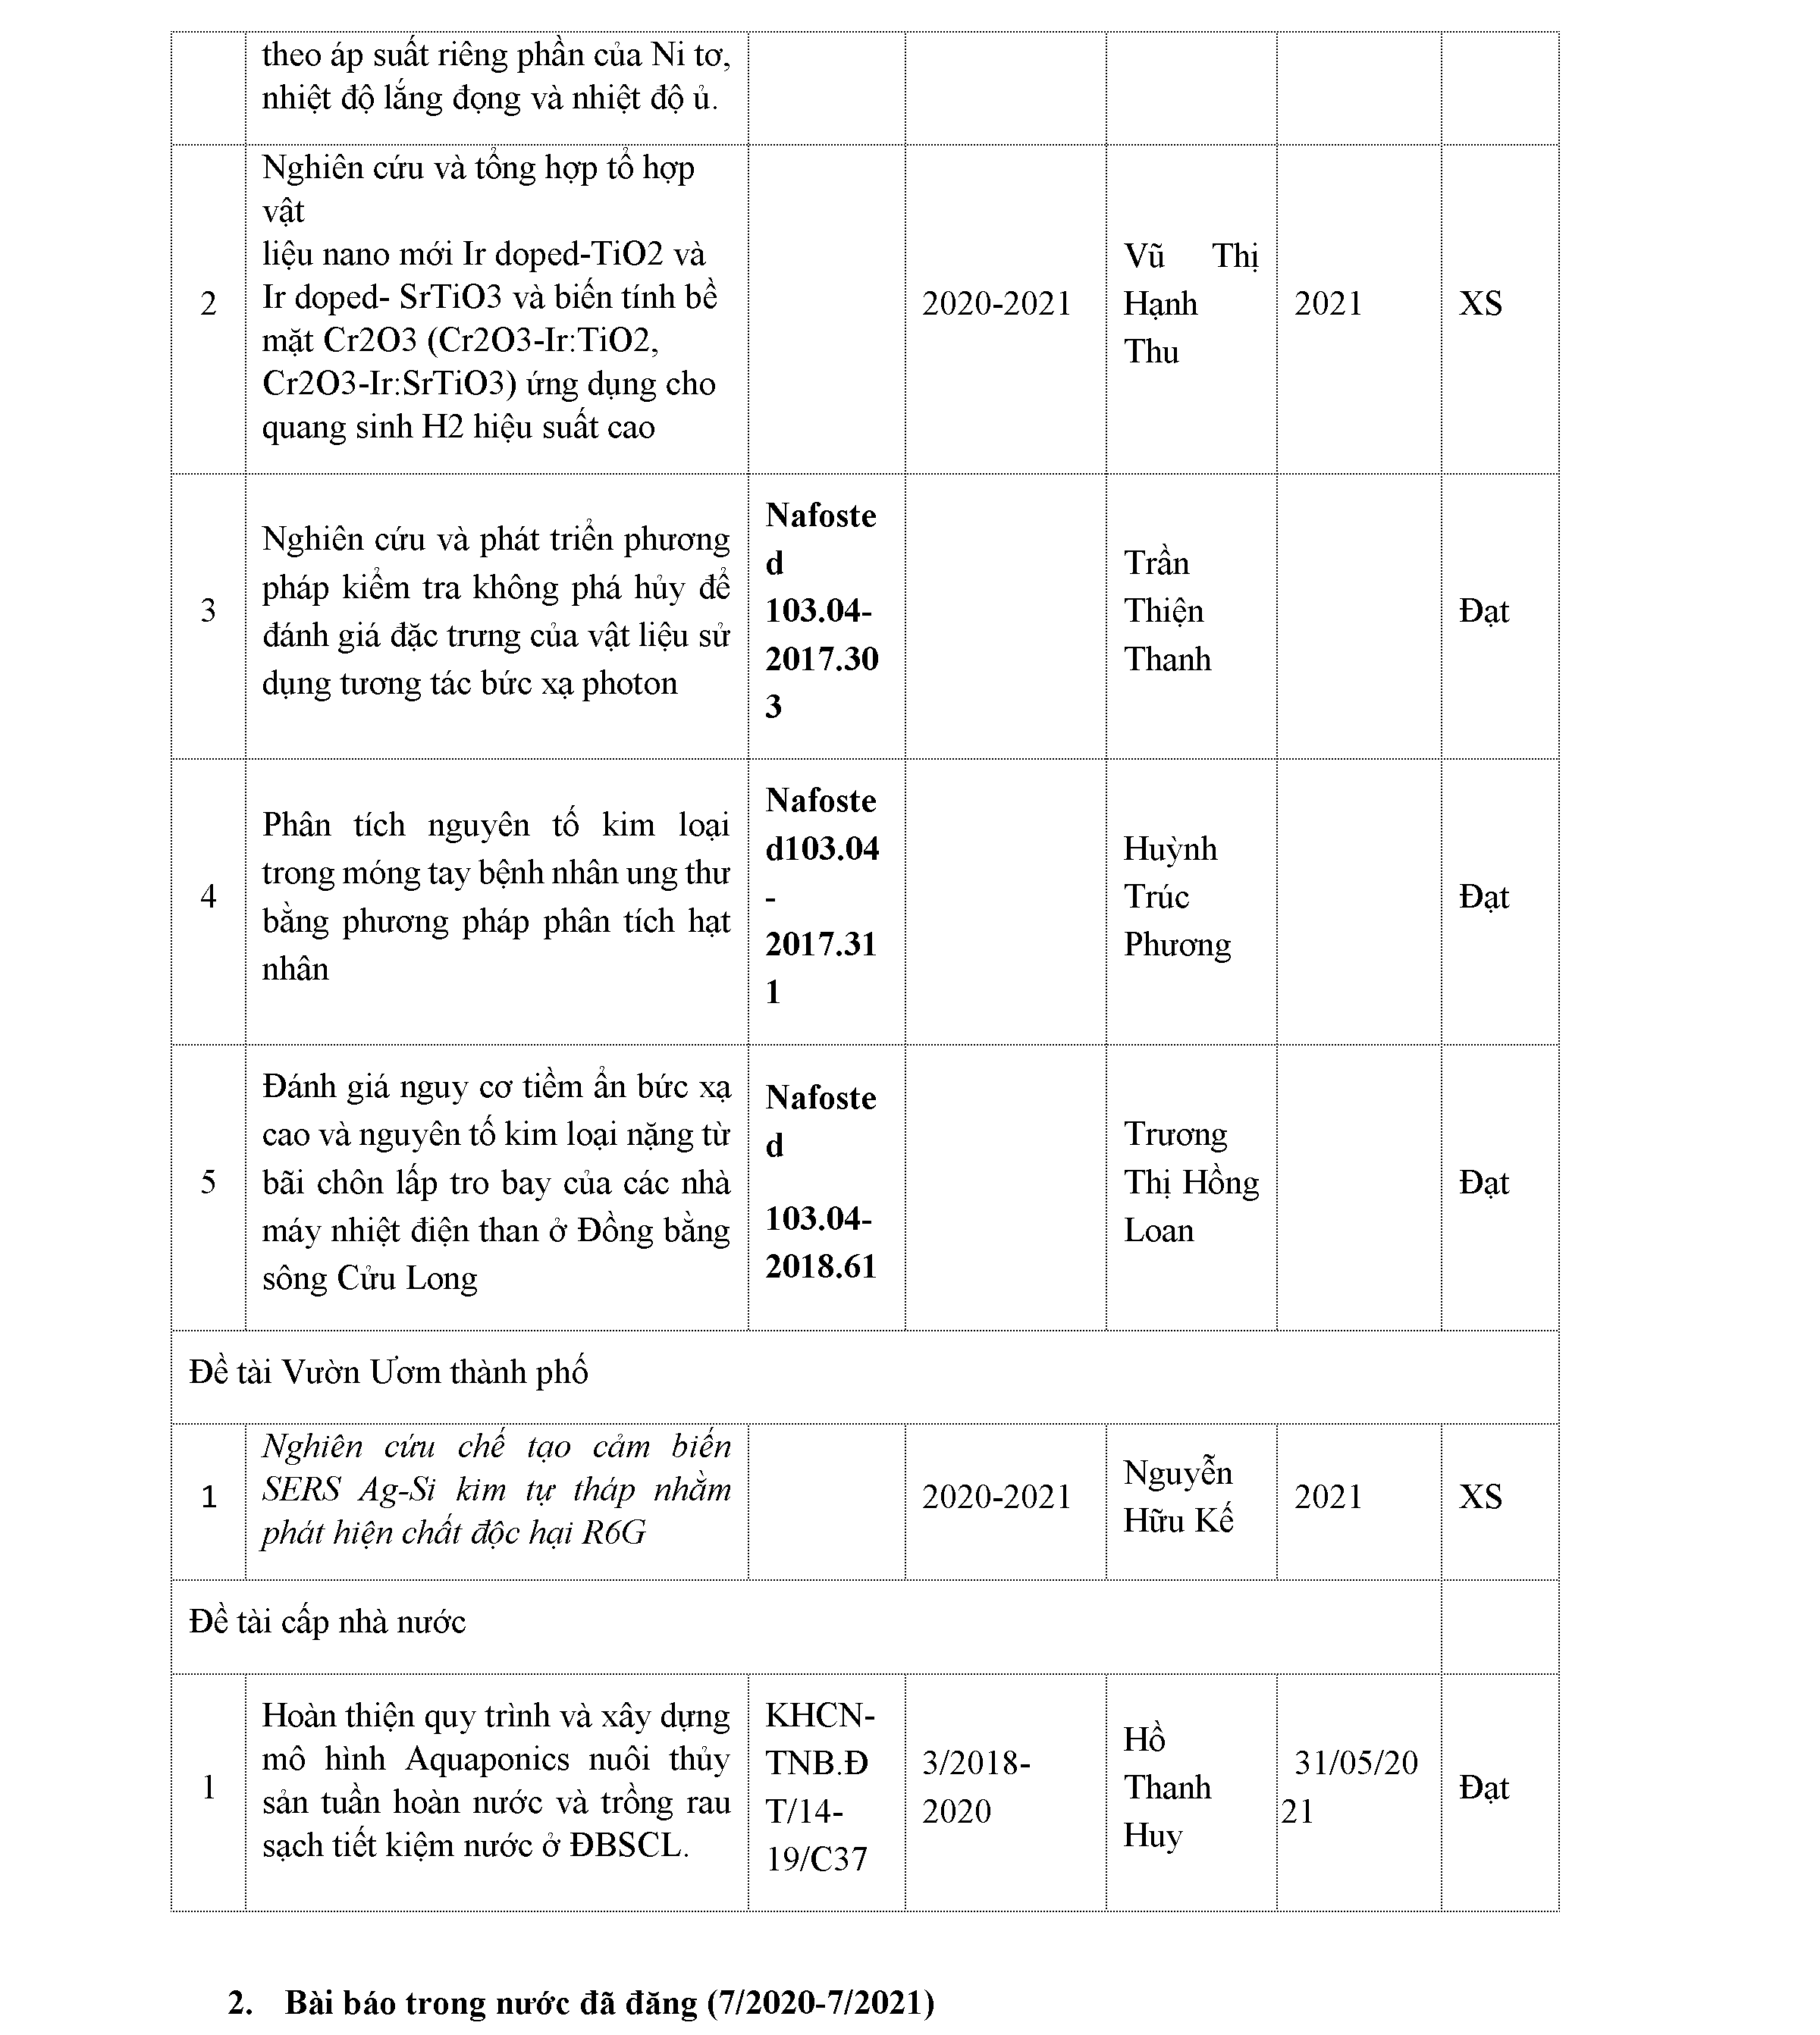 theo áp suất riêng phần của Ni tơ,
nhiệt độ lắng đọng và nhiệt độ ủ.
2
Nghiên cứu và tổng hợp tổ hợp
vật
liệu nano mới Ir doped-TiO2 và
Ir doped- SrTiO3 và biến tính bề
mặt Cr2O3 (Cr2O3-Ir:TiO2,
Cr2O3-Ir:SrTiO3) ứng dụng cho
quang sinh H2 hiệu suất cao
2020-2021
Vũ Thị
Hạnh
Thu
2021
XS
3
Nghiên cứu và phát triển phương
pháp kiểm tra không phá hủy để
đánh giá đặc trưng của vật liệu sử
dụng tương tác bức xạ photon
Nafoste
d
103.04-
2017.30
3
Trần
Thiện
Thanh
Đạt
4
Phân tích nguyên tố kim loại
trong móng tay bệnh nhân ung thư
bằng phương pháp phân tích hạt
nhân
Nafoste
d103.04
-
2017.31
1
Huỳnh
Trúc
Phương
Đạt
5
Đánh giá nguy cơ tiềm ẩn bức xạ
cao và nguyên tố kim loại nặng từ
bãi chôn lấp tro bay của các nhà
máy nhiệt điện than ở Đồng bằng
sông Cửu Long
Nafoste
d
103.04-
2018.61
Trương
Thị Hồng
Loan
Đạt
Đề tài Vườn Ươm thành phố
1
Nghiên cứu chế tạo cảm biến
SERS Ag-Si kim tự tháp nhằm
phát hiện chất độc hại R6G
2020-2021
Nguyễn
Hữu Kế
2021
XS
Đề tài cấp nhà nước
1
Hoàn thiện quy trình và xây dựng
mô hình Aquaponics nuôi thủy
sản tuần hoàn nước và trồng rau
sạch tiết kiệm nước ở ĐBSCL.
KHCN-
TNB.Đ
T/14-
19/C37
3/2018-
2020
Hồ
Thanh
Huy
31/05/20
21
Đạt
2. Bài báo trong nước đã đăng (7/2020-7/2021)